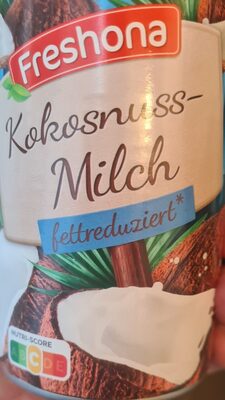 Freshona
Kokosnuss-
Milch
fettreduziert*
NUTRI-SCORE
A B C D E